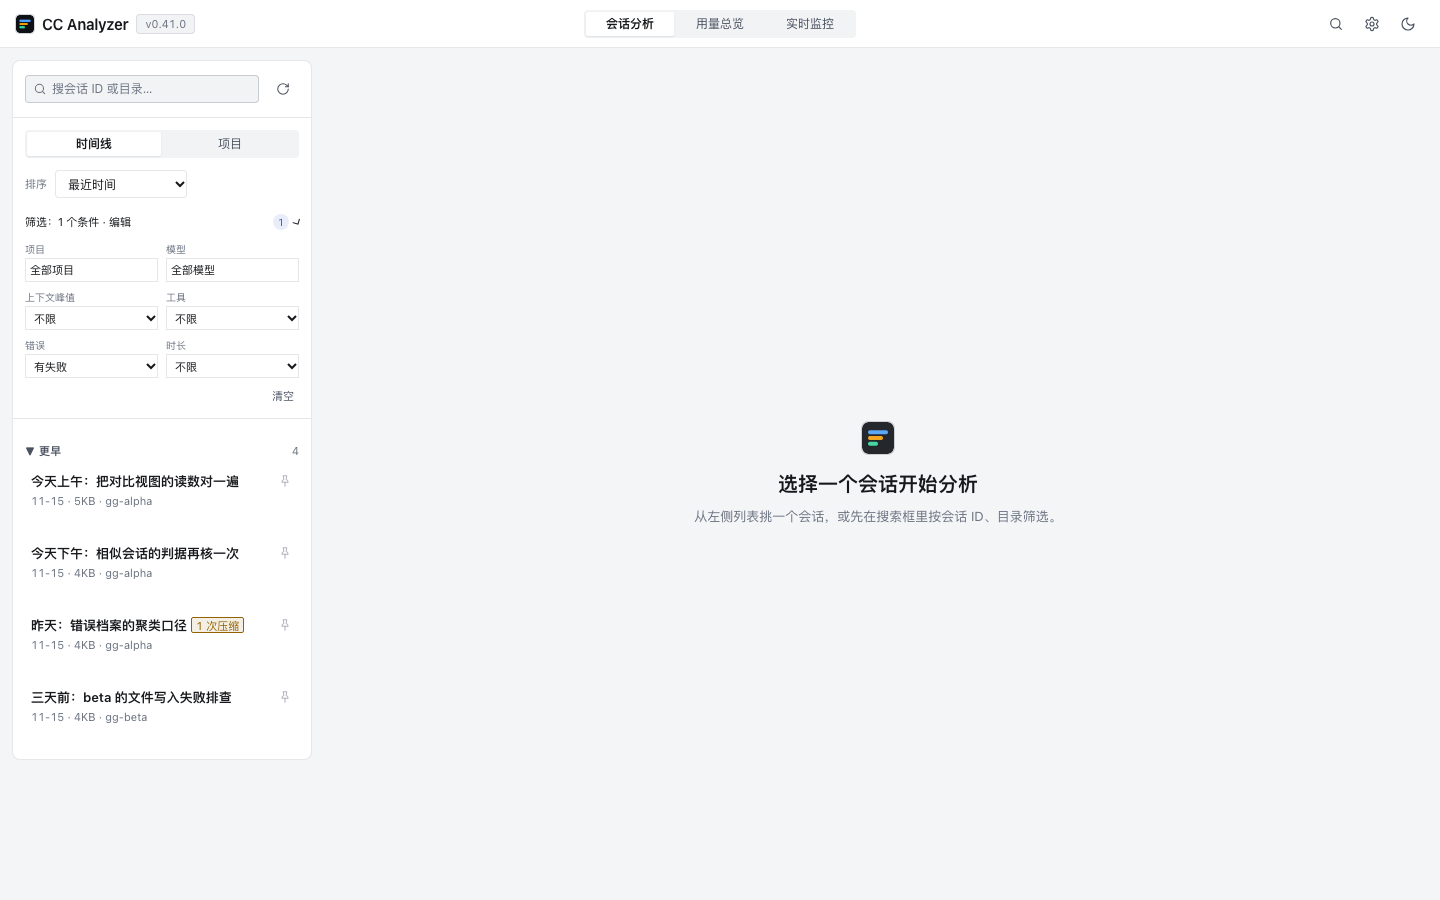 CC Analyzer v0.41.0
会话分析 用量总览 实时监控
搜会话 ID 或目录...
时间线 项目
排序 最近时间
筛选：1 个条件 · 编辑 1
项目 模型
全部项目 全部模型
上下文峰值 工具
不限 不限
错误 时长
有失败 不限
清空
▼ 更早 4
今天上午：把对比视图的读数对一遍
11-15 · 5KB · gg-alpha
今天下午：相似会话的判据再核一次
11-15 · 4KB · gg-alpha
昨天：错误档案的聚类口径 1 次压缩
11-15 · 4KB · gg-alpha
三天前：beta 的文件写入失败排查
11-15 · 4KB · gg-beta
选择一个会话开始分析
从左侧列表挑一个会话，或先在搜索框里按会话 ID、目录筛选。